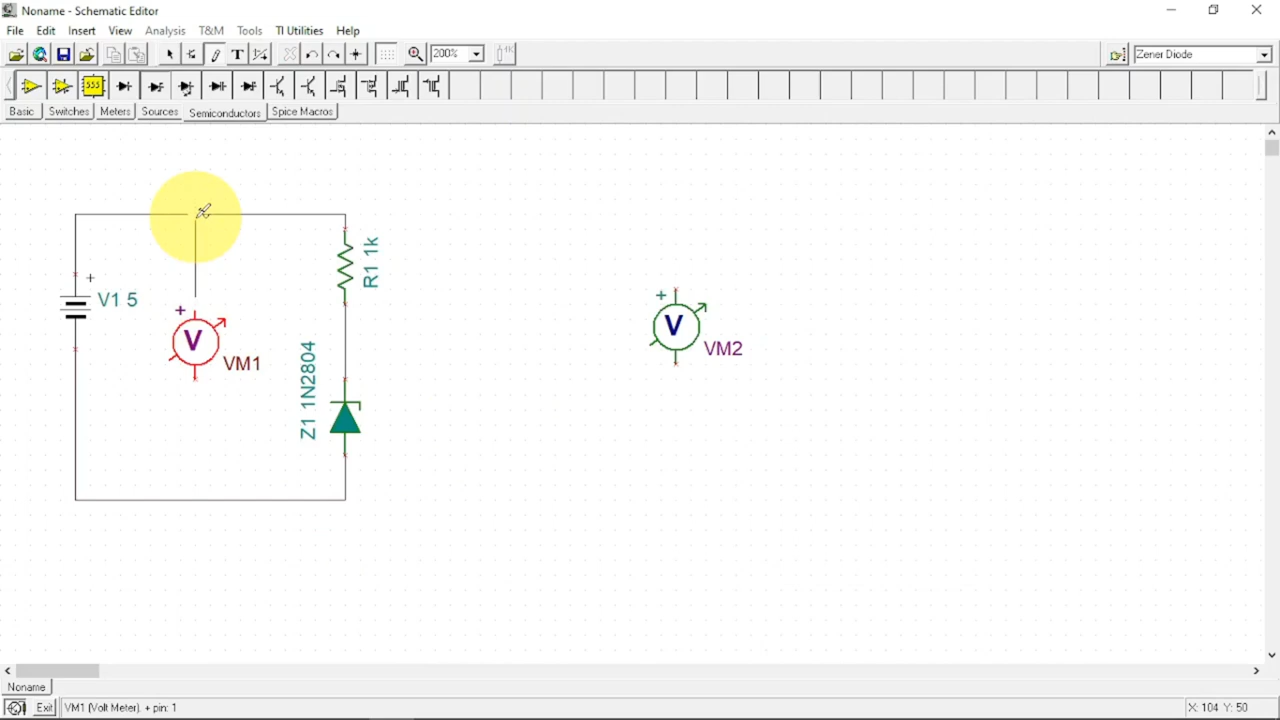 Noname - Schematic Editor
File Edit Insert View Analysis T&M Tools TI Utilities Help
T 200% 1K Zener Diode
555
Basic Switches Meters Sources Semiconductors Spice Macros
R1 1k
+
V1 5
+
V
VM1
Z1 1N2804
+
V
VM2
Noname
Exit VM1 (Volt Meter). + pin: 1 X: 104 Y: 50